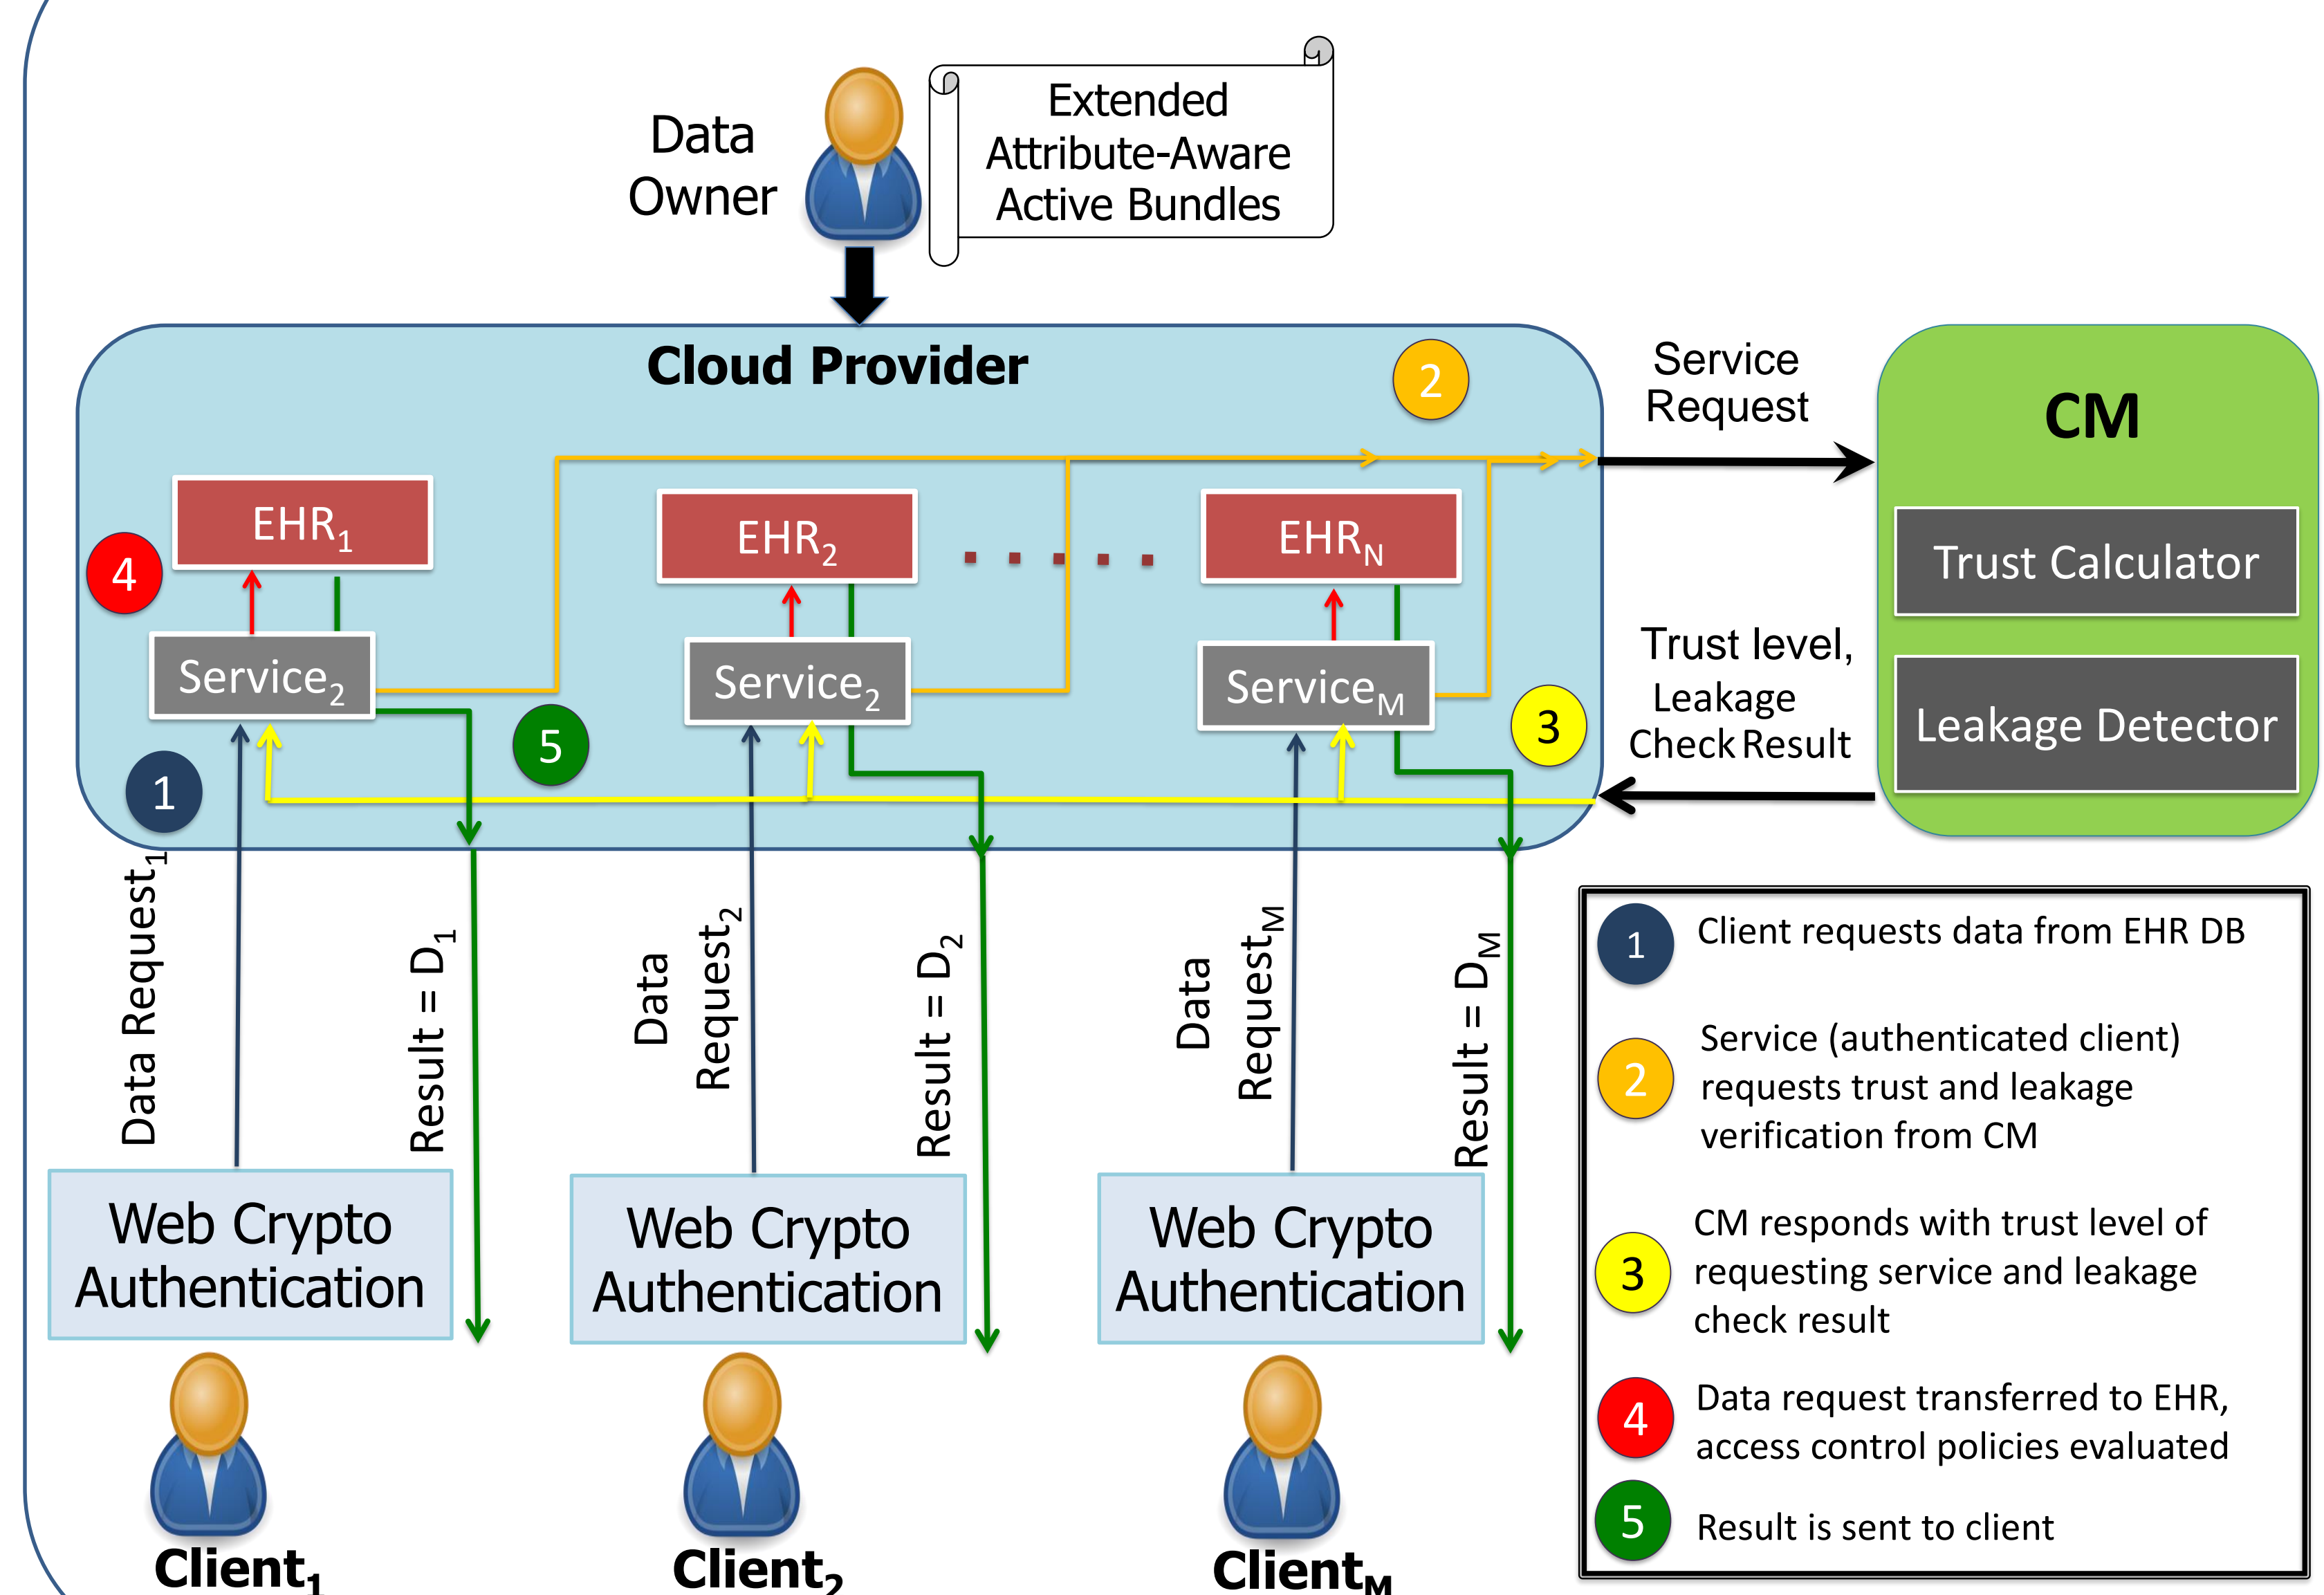 Data
Owner
Extended
Attribute-Aware
Active Bundles
Cloud Provider
2
Service
Request
CM
EHR1
EHR2
EHRN
4
Trust Calculator
Service2
Service2
ServiceM
5
3
Trust level,
Leakage
Check Result
Leakage Detector
1
Data Request1
Result = D1
Data
Request2
Result = D2
Data
RequestM
Result = DM
Web Crypto
Authentication
Web Crypto
Authentication
Web Crypto
Authentication
Client1
Client2
ClientM
1 Client requests data from EHR DB
2 Service (authenticated client)
requests trust and leakage
verification from CM
3 CM responds with trust level of
requesting service and leakage
check result
4 Data request transferred to EHR,
access control policies evaluated
5 Result is sent to client